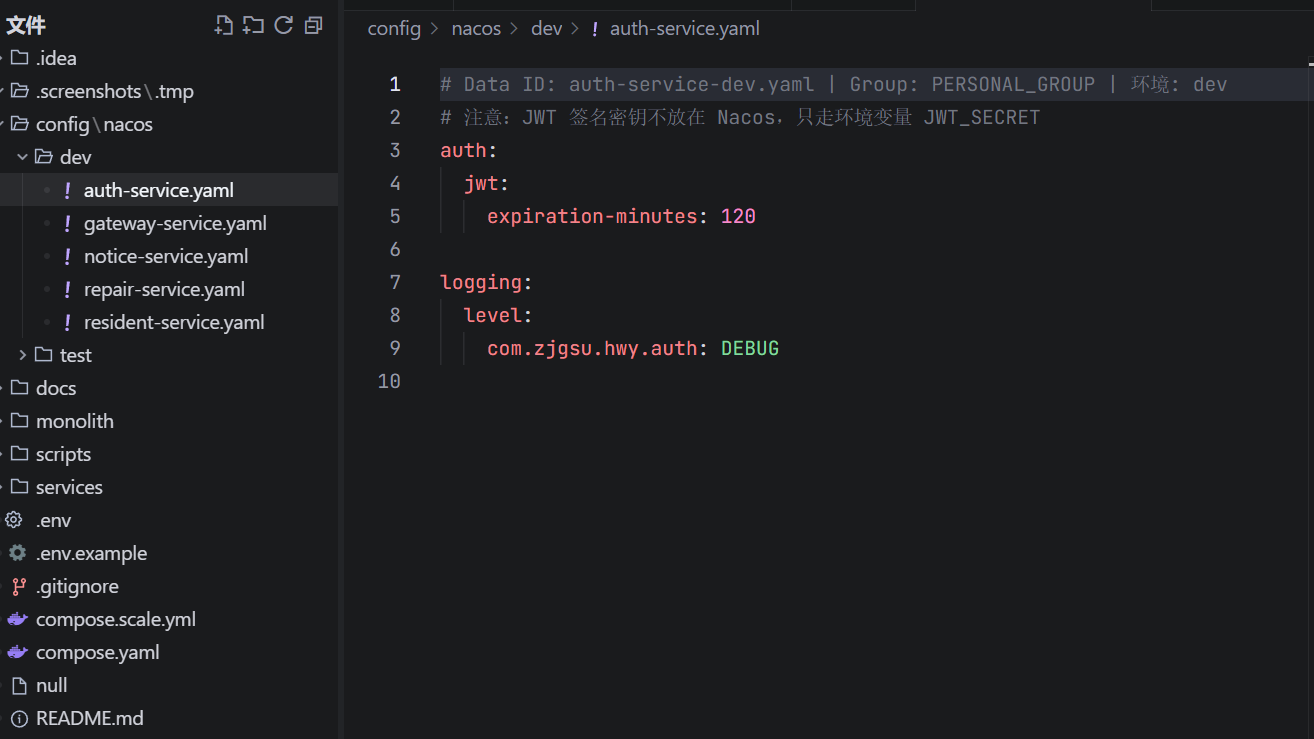 文件
.idea
.screenshots\.tmp
config\nacos
dev
auth-service.yaml
gateway-service.yaml
notice-service.yaml
repair-service.yaml
resident-service.yaml
test
docs
monolith
scripts
services
.env
.env.example
.gitignore
compose.scale.yml
compose.yaml
null
README.md
config > nacos > dev > ! auth-service.yaml
1 # Data ID: auth-service-dev.yaml | Group: PERSONAL_GROUP | 环境: dev
2 # 注意：JWT 签名密钥不放在 Nacos，只走环境变量 JWT_SECRET
3 auth:
4   jwt:
5     expiration-minutes: 120
6
7 logging:
8   level:
9     com.zjgsu.hwy.auth: DEBUG
10